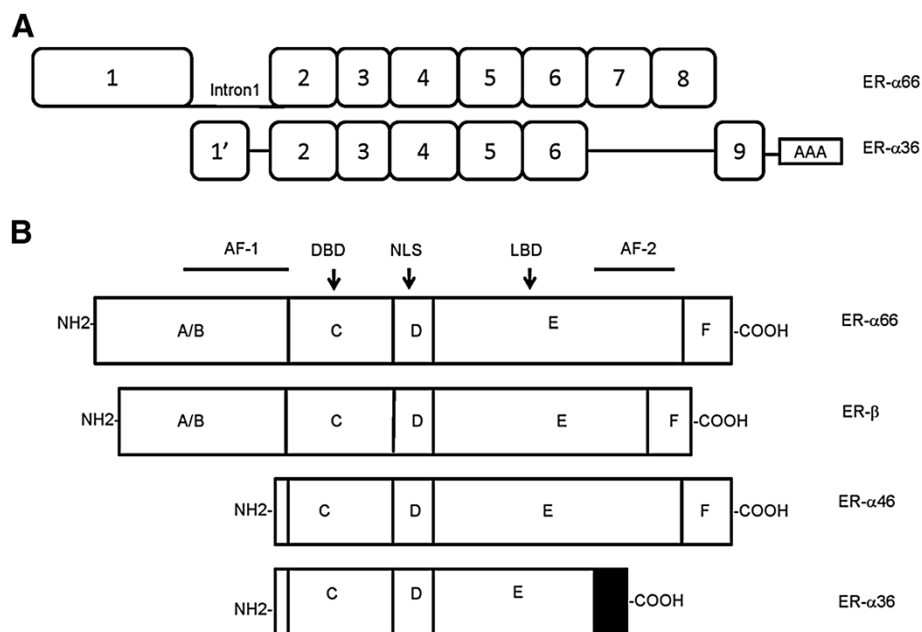 A
1 Intron1 2 3 4 5 6 7 8 ER-α66
1' 2 3 4 5 6 9 AAA ER-α36
B
AF-1 DBD NLS LBD AF-2
NH2- A/B C D E F -COOH ER-α66
NH2- A/B C D E F -COOH ER-β
NH2- C D E F -COOH ER-α46
NH2- C D E -COOH ER-α36